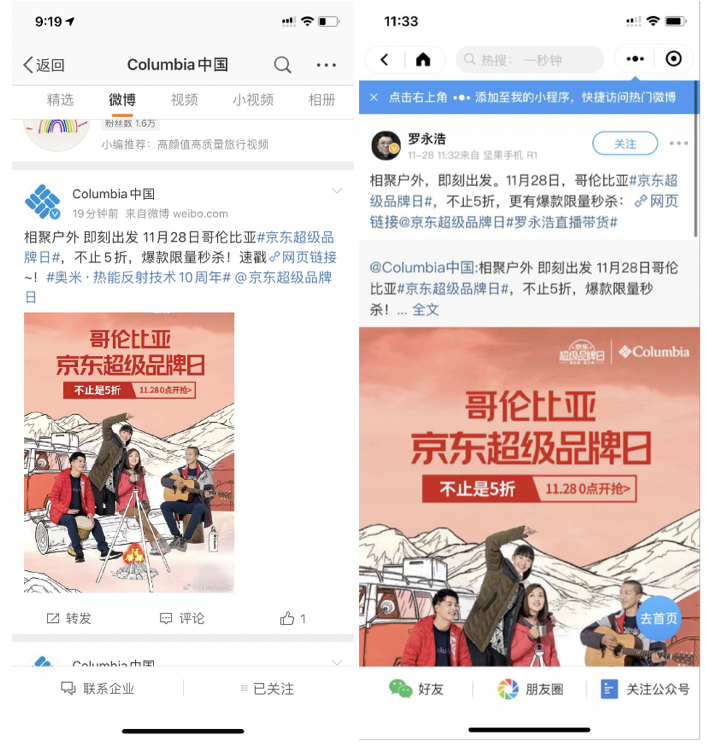 9:19
返回
Columbia中国
精选 微博 视频 小视频 相册
粉丝数 1.6万
小编推荐：高颜值高质量旅行视频
Columbia中国
19分钟前 来自微博 weibo.com
相聚户外 即刻出发 11月28日哥伦比亚#京东超级品
牌日#，不止 5 折，爆款限量秒杀！速戳网页链接
~！#奥米·热能反射技术10周年# @京东超级品牌
日
哥伦比亚
京东超级品牌日
不止是5折 11.28 0点开抢>
转发 评论 1
Columbia中国
联系企业 已关注
11:33
热搜： 一秒钟
点击右上角 ••• 添加至我的小程序，快捷访问热门微博
罗永浩
11-28 11:32来自 坚果手机 R1
关注
相聚户外，即刻出发。11月28日，哥伦比亚#京东超
级品牌日#，不止5折，更有爆款限量秒杀：网页
链接@京东超级品牌日#罗永浩直播带货#
@Columbia中国:相聚户外 即刻出发 11月28日哥伦
比亚#京东超级品牌日#，不止5折，爆款限量秒
杀！... 全文
京东
超级品牌日
Columbia
哥伦比亚
京东超级品牌日
不止是5折 11.28 0点开抢>
去首页
好友 朋友圈 关注公众号